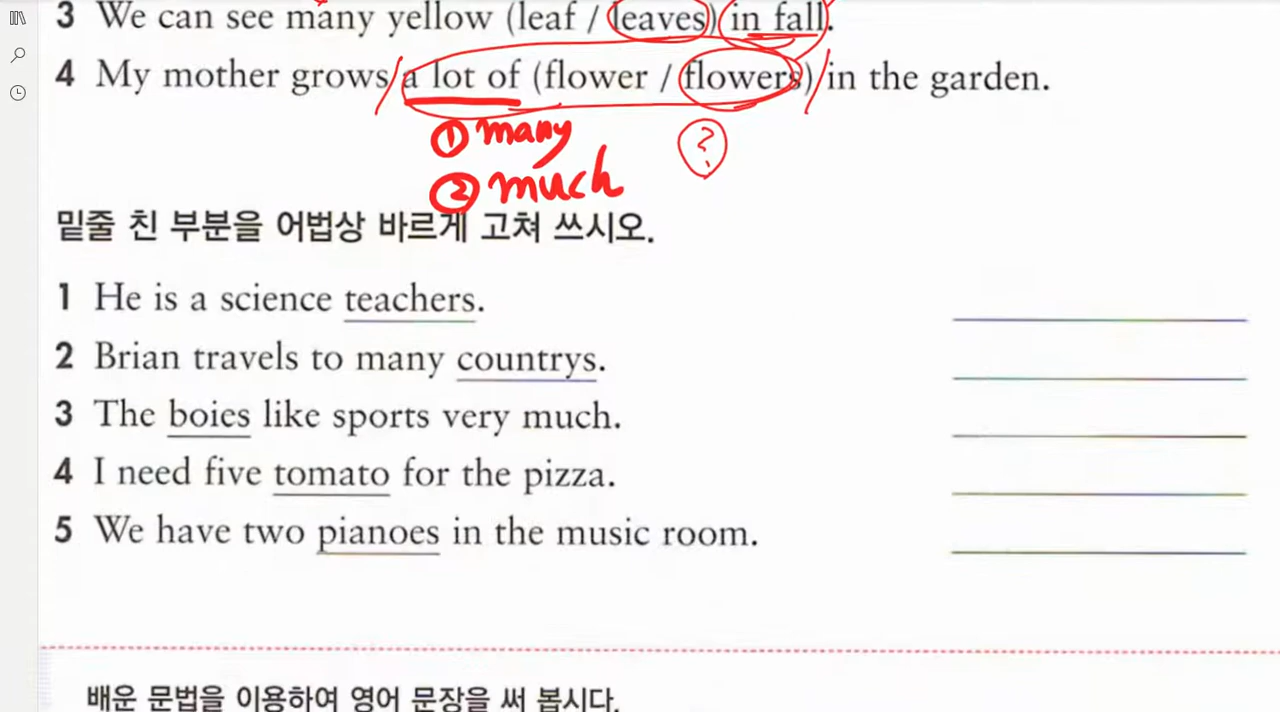 3 We can see many yellow (leaf / leaves) in fall.
4 My mother grows a lot of (flower / flowers) in the garden.
① many
?
② much
밑줄 친 부분을 어법상 바르게 고쳐 쓰시오.
1 He is a science teachers.
2 Brian travels to many countrys.
3 The boies like sports very much.
4 I need five tomato for the pizza.
5 We have two pianoes in the music room.
배운 문법을 이용하여 영어 문장을 써 봅시다.